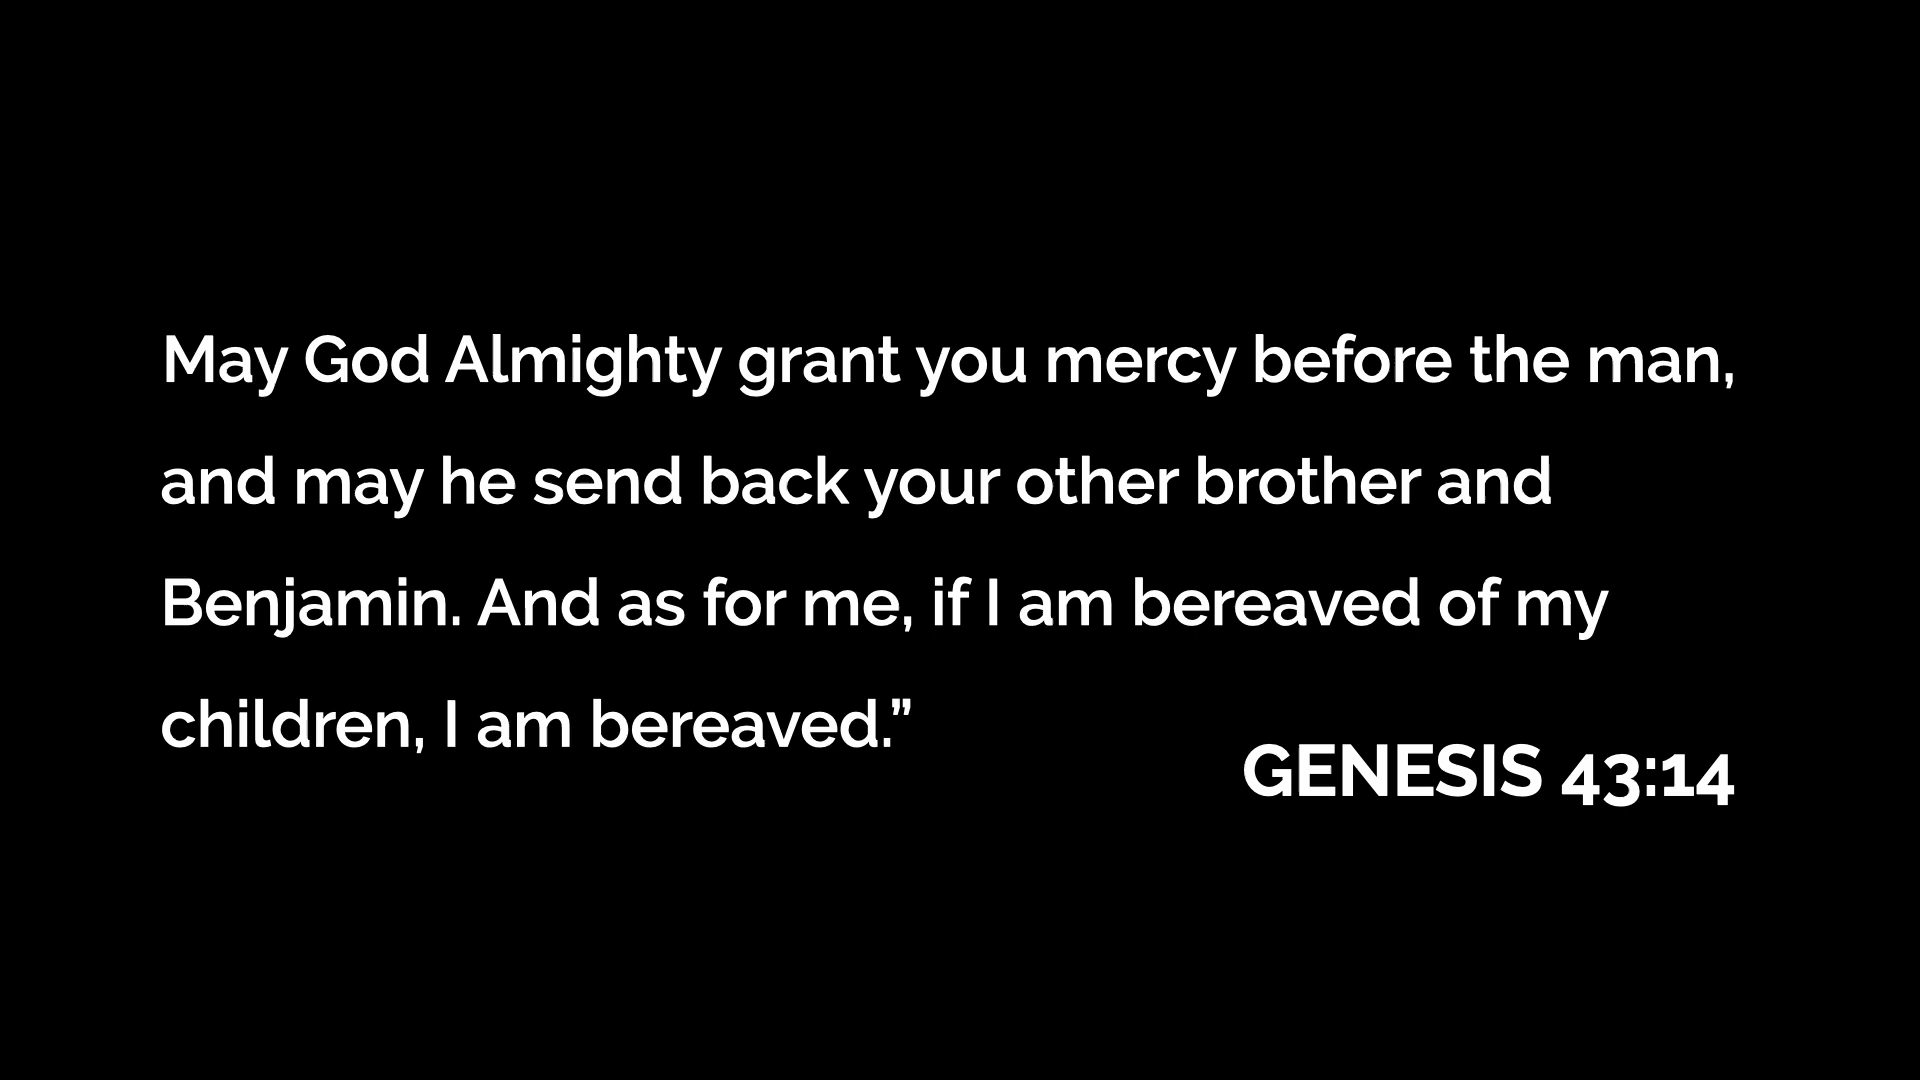 May God Almighty grant you mercy before the man,
and may he send back your other brother and
Benjamin. And as for me, if I am bereaved of my
children, I am bereaved.”
GENESIS 43:14